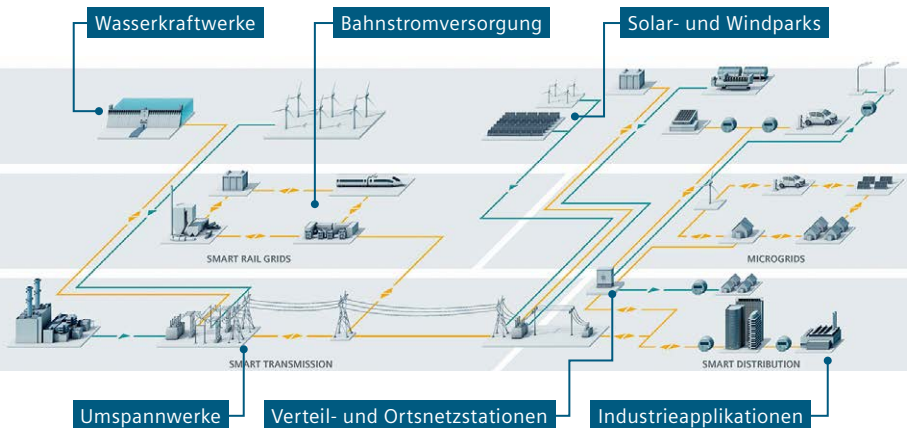 Wasserkraftwerke
Bahnstromversorgung
Solar- und Windparks
SMART RAIL GRIDS
MICROGRIDS
SMART TRANSMISSION
SMART DISTRIBUTION
Umspannwerke
Verteil- und Ortsnetzstationen
Industrieapplikationen